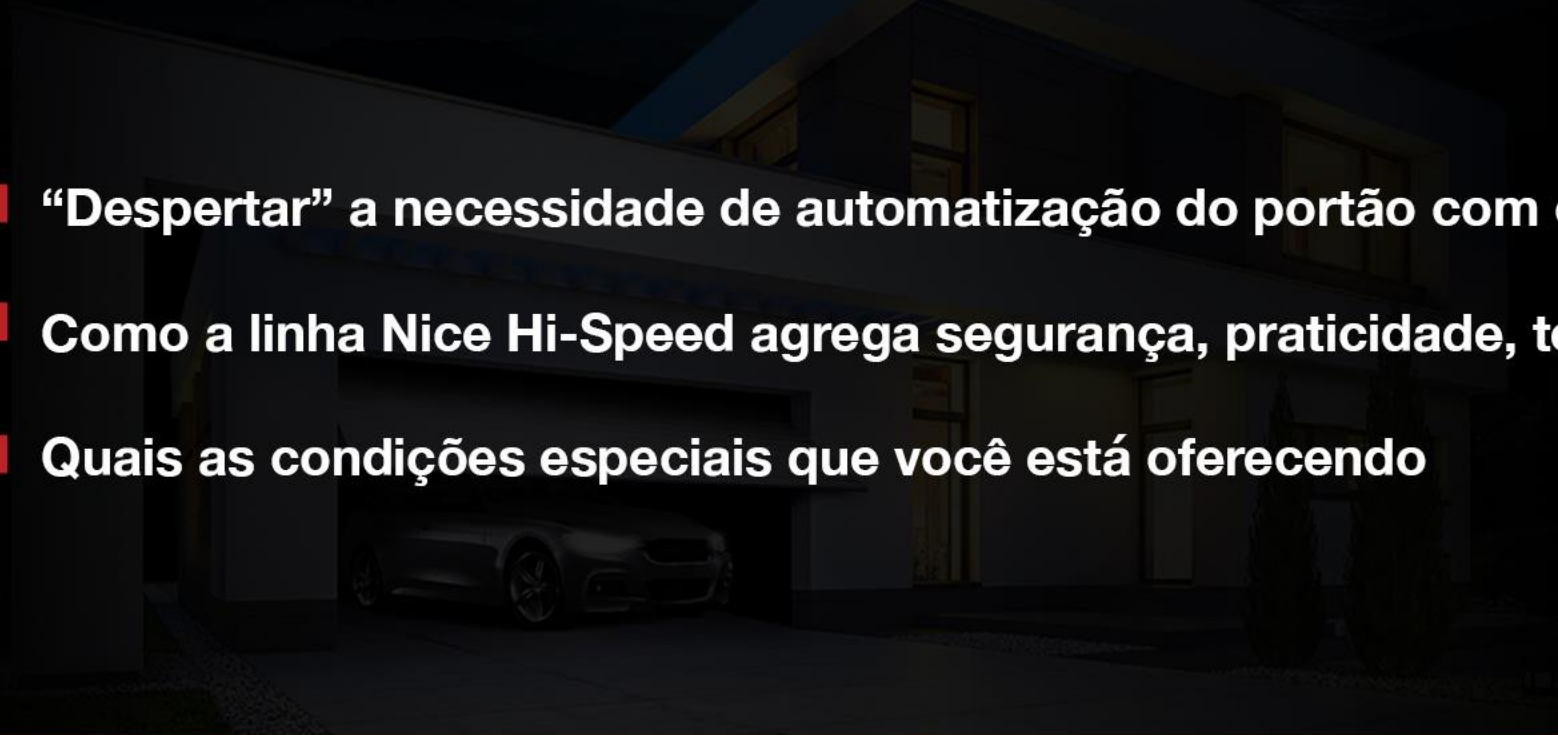 “Despertar” a necessidade de automatização do portão com
Como a linha Nice Hi-Speed agrega segurança, praticidade,
Quais as condições especiais que você está oferecendo